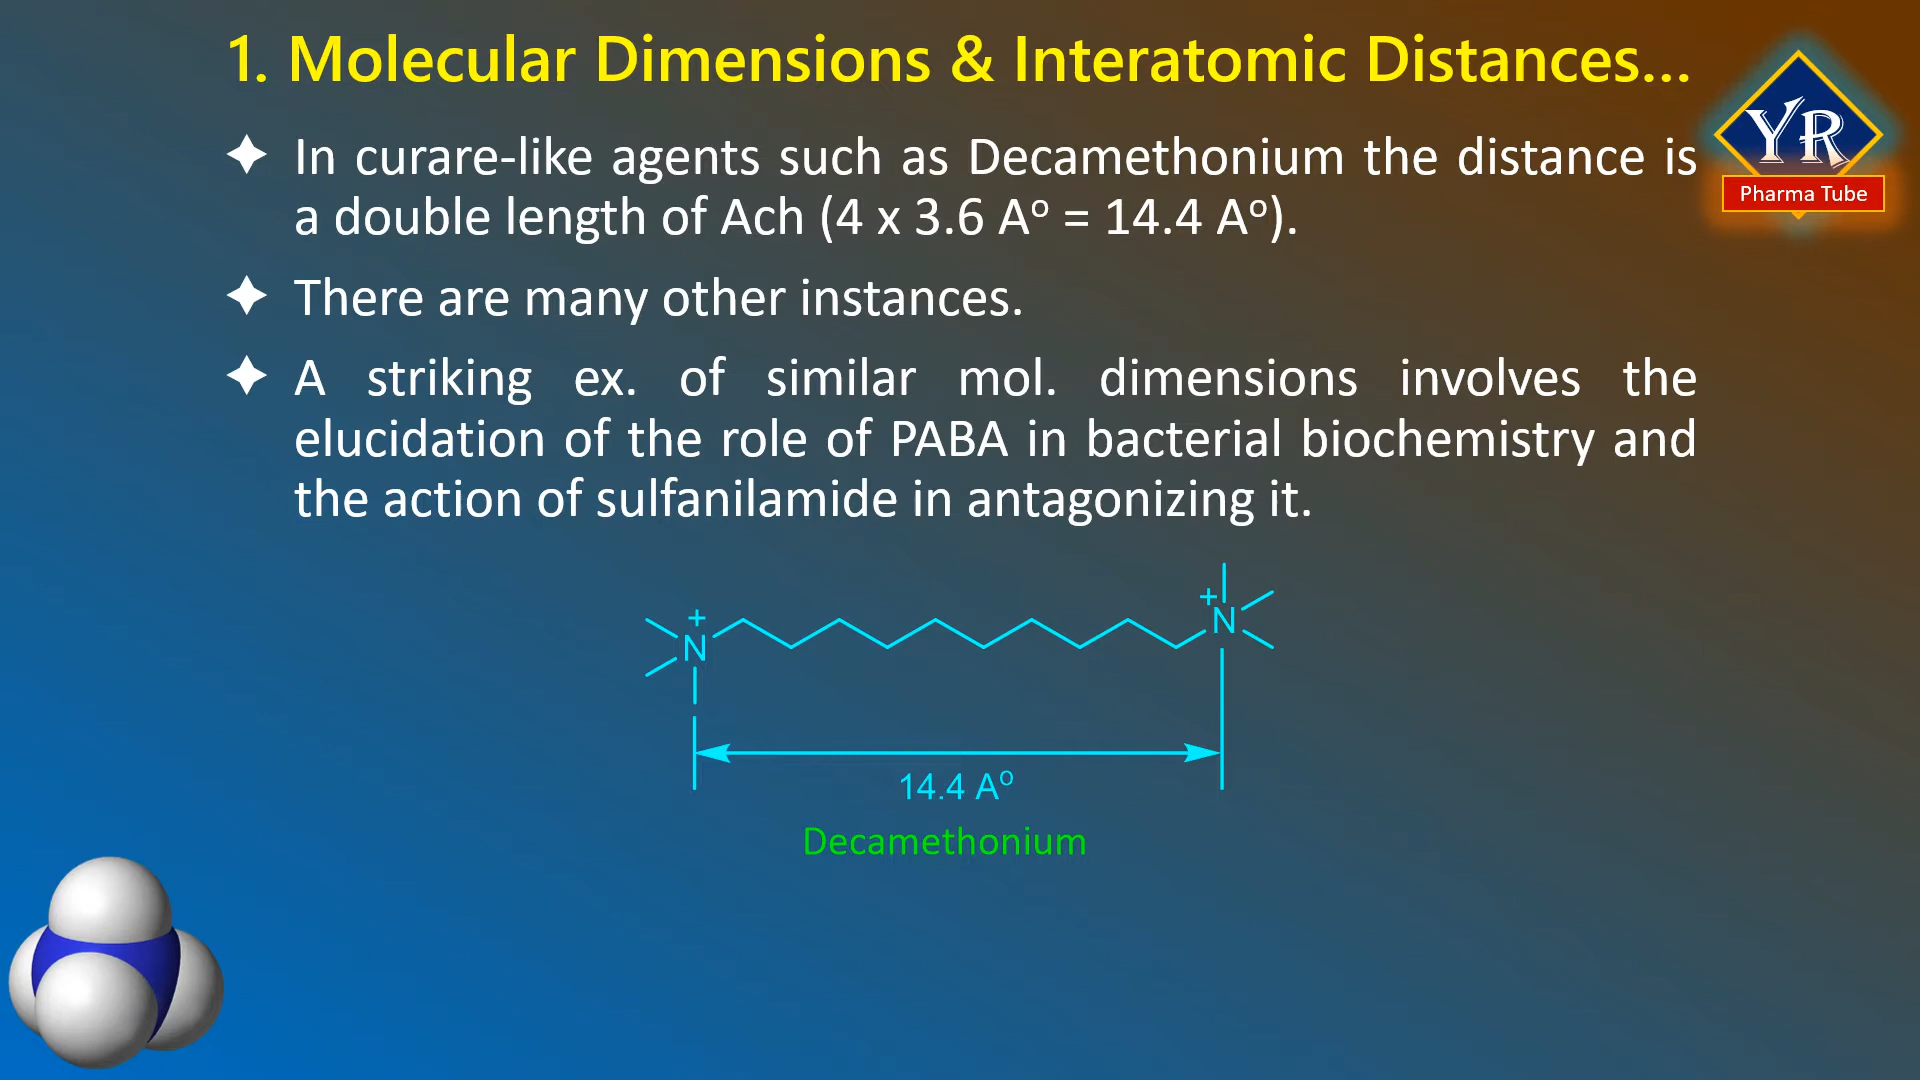 1. Molecular Dimensions & Interatomic Distances...
YR
Pharma Tube
In curare-like agents such as Decamethonium the distance is
a double length of Ach (4 x 3.6 Aº = 14.4 Aº).
There are many other instances.
A striking ex. of similar mol. dimensions involves the
elucidation of the role of PABA in bacterial biochemistry and
the action of sulfanilamide in antagonizing it.
+
N
+
N
14.4 Aº
Decamethonium